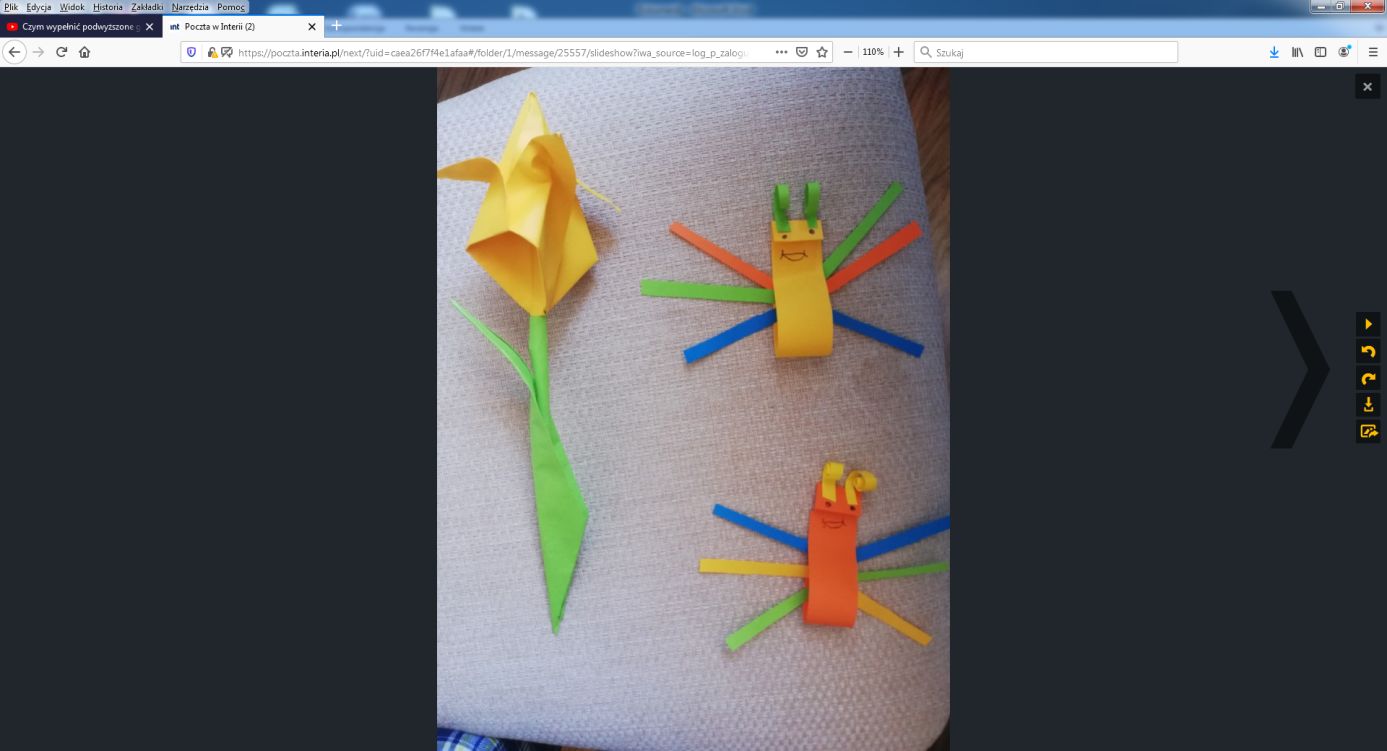 Plik Edycja Widok Historia Zakładki Narzędzia Pomoc
Czym wypełnić podwyższone g
int Poczta w Interii (2)
https://poczta.interia.pl/next/?uid=caea26f7f4e1afaa#/folder/1/message/25557/slideshow?iwa_source=log_p_zalogu
110%
Szukaj